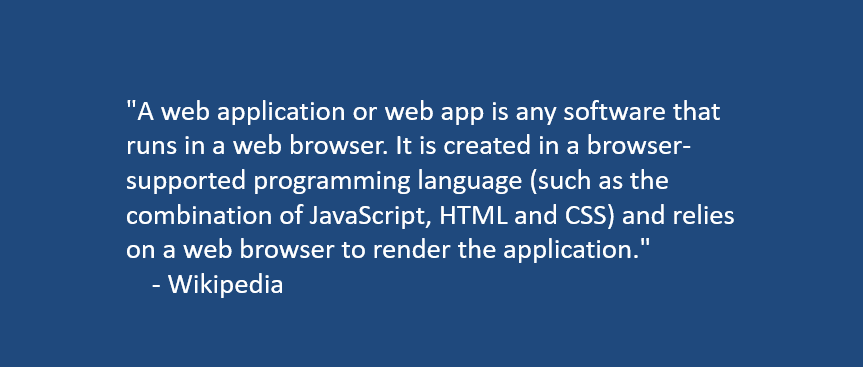 "A web application or web app is any software that
runs in a web browser. It is created in a browser-
supported programming language (such as the
combination of JavaScript, HTML and CSS) and relies
on a web browser to render the application."
- Wikipedia